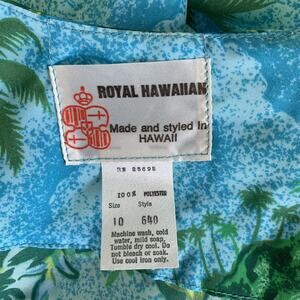 ROYAL HAWAIIAN
Made and styled in
HAWAII
RN 25692
100% POLYESTER
Size Style
10 640
Machine wash, cold
water, mild soap,
Tumble dry cool. Do
not bleach or soak.
Use cool iron only.